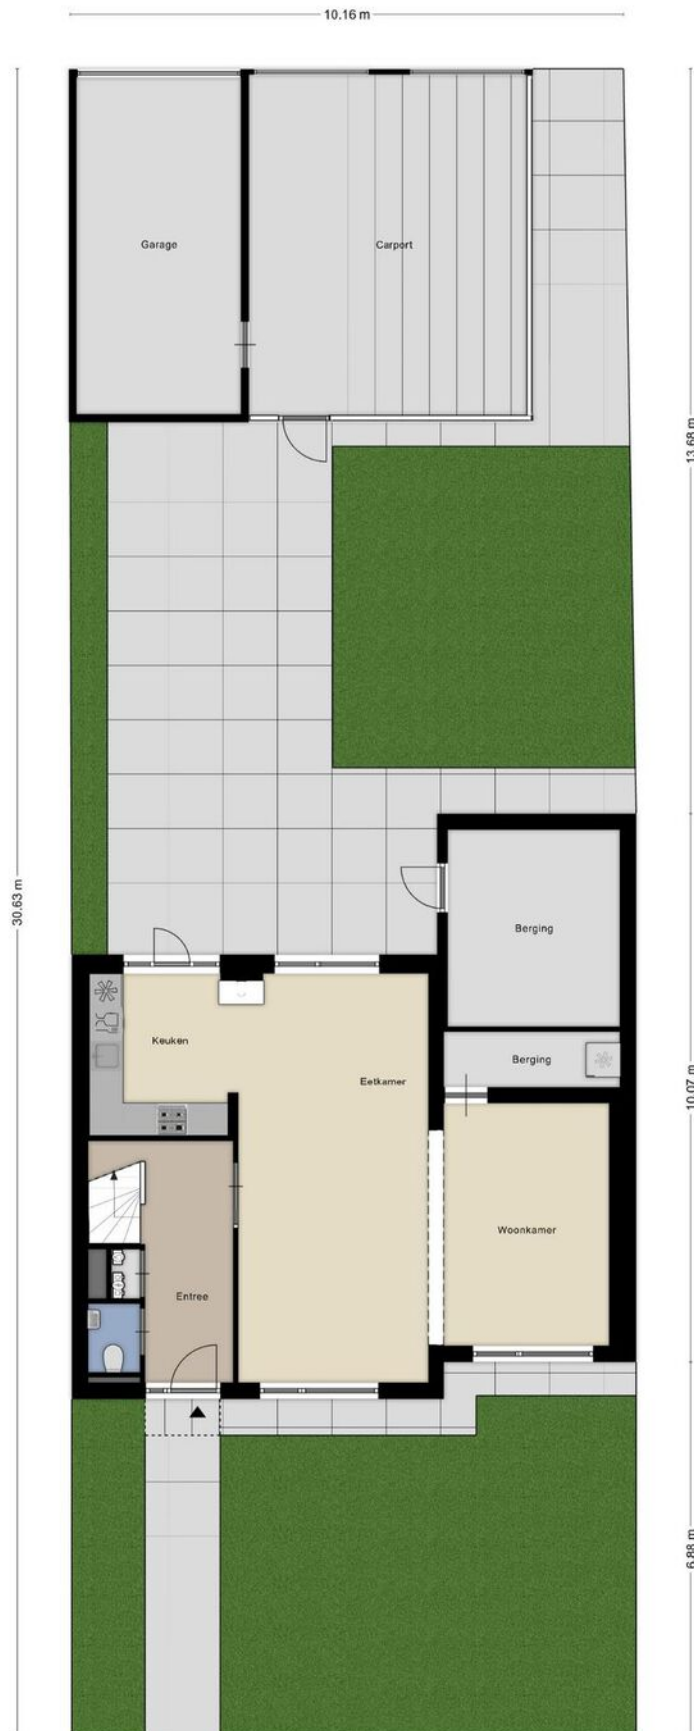 10.16 m
Garage
Carport
13.68 m
30.63 m
Berging
Keuken
Berging
Eetkamer
10.07 m
Woonkamer
Entree
6.88 m